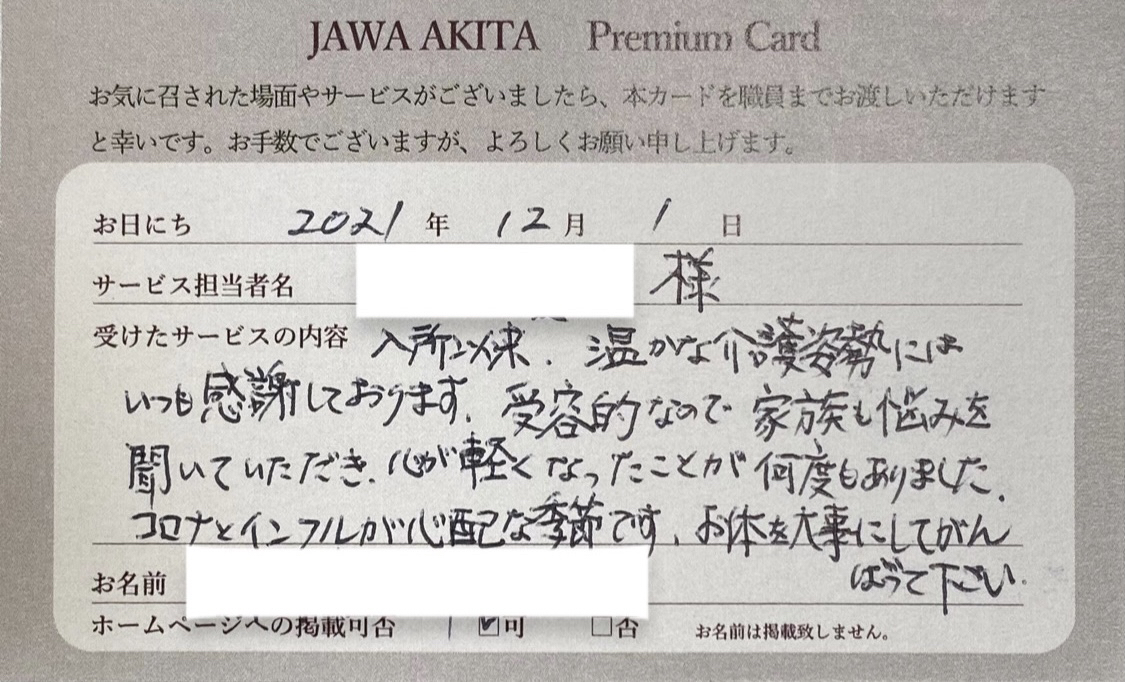 JAWA AKITA Premium Card
お気に召された場面やサービスがございましたら、本カードを職員までお渡しいただけます
と幸いです。お手数でございますが、よろしくお願い申し上げます。
お日にち 2021 年 12 月 1 日
サービス担当者名 様
受けたサービスの内容 入所以来、温かな介護姿勢には
いつも感謝しております。受容的なので家族も悩みを
聞いていただき、心が軽くなったことが何度もありました。
コロナとインフルが心配な季節です、お体を大事にしてがん
ばって下さい。
お名前
ホームページへの掲載可否 ☑可 □否 お名前は掲載致しません。